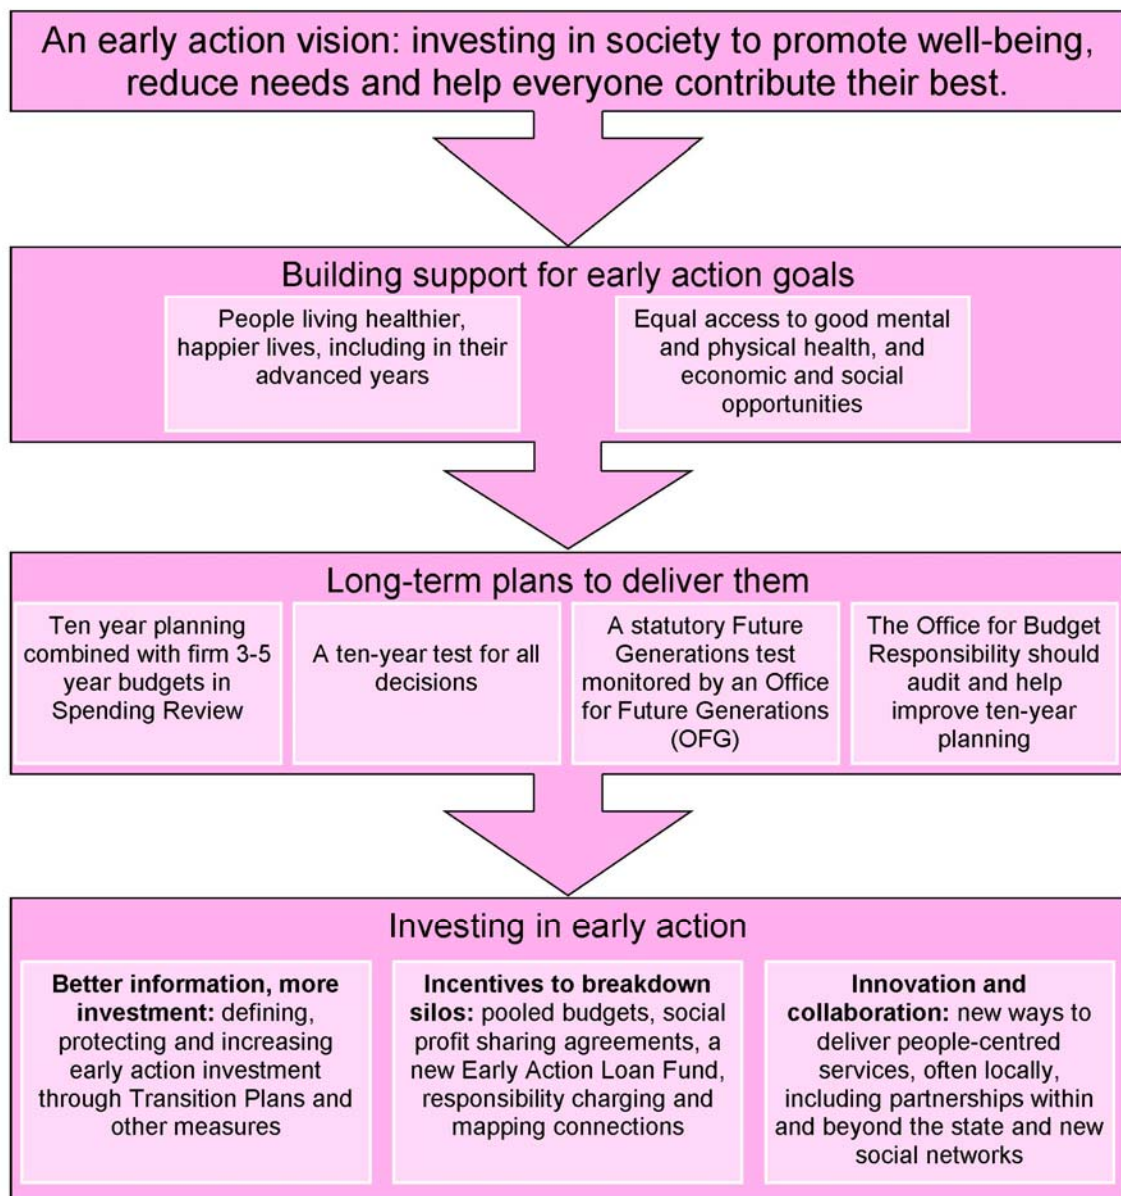 An early action vision: investing in society to promote well-being,
reduce needs and help everyone contribute their best.
Building support for early action goals
People living healthier,
happier lives, including in their
advanced years
Equal access to good mental
and physical health, and
economic and social
opportunities
Long-term plans to deliver them
Ten year planning
combined with firm 3-5
year budgets in
Spending Review
A ten-year test for all
decisions
A statutory Future
Generations test
monitored by an Office
for Future Generations
(OFG)
The Office for Budget
Responsibility should
audit and help
improve ten-year
planning
Investing in early action
Better information, more
investment: defining,
protecting and increasing
early action investment
through Transition Plans and
other measures
Incentives to breakdown
silos: pooled budgets, social
profit sharing agreements, a
new Early Action Loan Fund,
responsibility charging and
mapping connections
Innovation and
collaboration: new ways to
deliver people-centred
services, often locally,
including partnerships within
and beyond the state and new
social networks